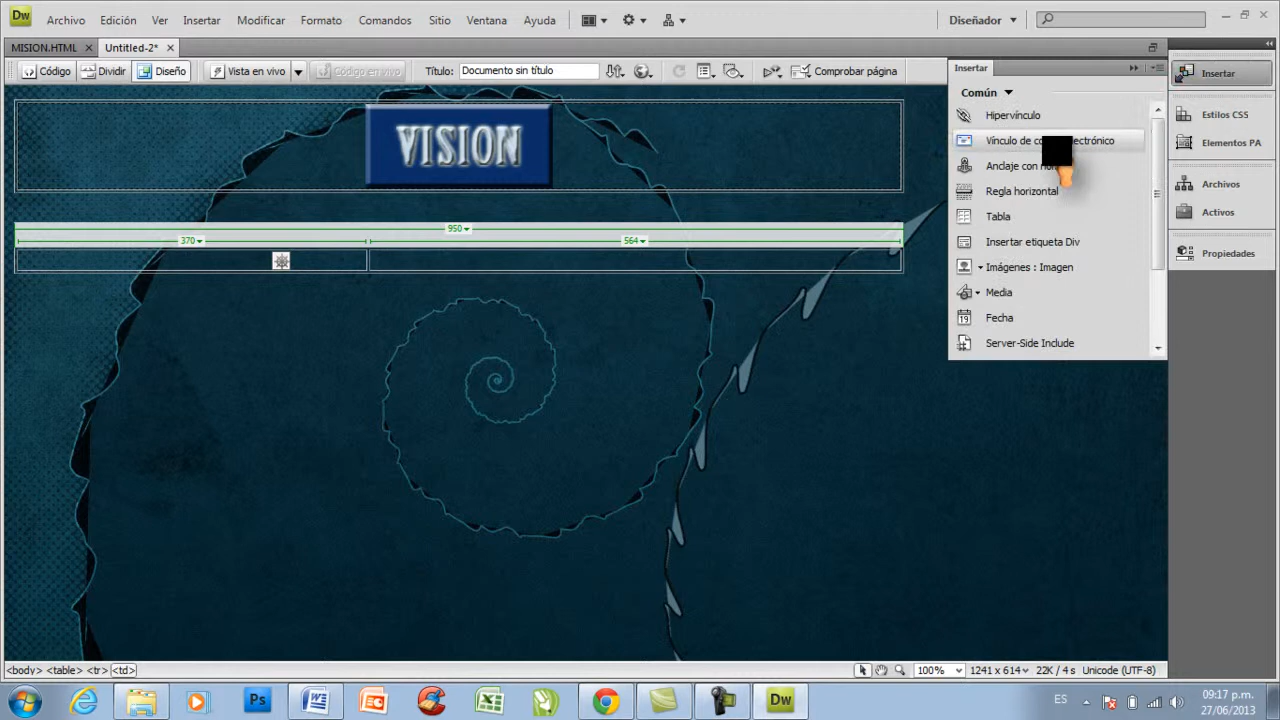 Dw Archivo Edición Ver Insertar Modificar Formato Comandos Sitio Ventana Ayuda Diseñador
MISION.HTML Untitled-2*
Código Dividir Diseño Vista en vivo Código en vivo Título: Documento sin título Comprobar página
Insertar
Común
Hipervínculo
Vínculo de electrónico
Anclaje con
Regla horizontal
Tabla
Insertar etiqueta Div
Imágenes : Imagen
Media
19 Fecha
Server-Side Include
Insertar
Estilos CSS
Elementos PA
Archivos
Activos
Propiedades
VISION
950
370 564
<body> <table> <tr> <td> 100% 1241 x 614 22K / 4 s Unicode (UTF-8)
Ps Dw ES 09:17 p.m.
27/06/2013